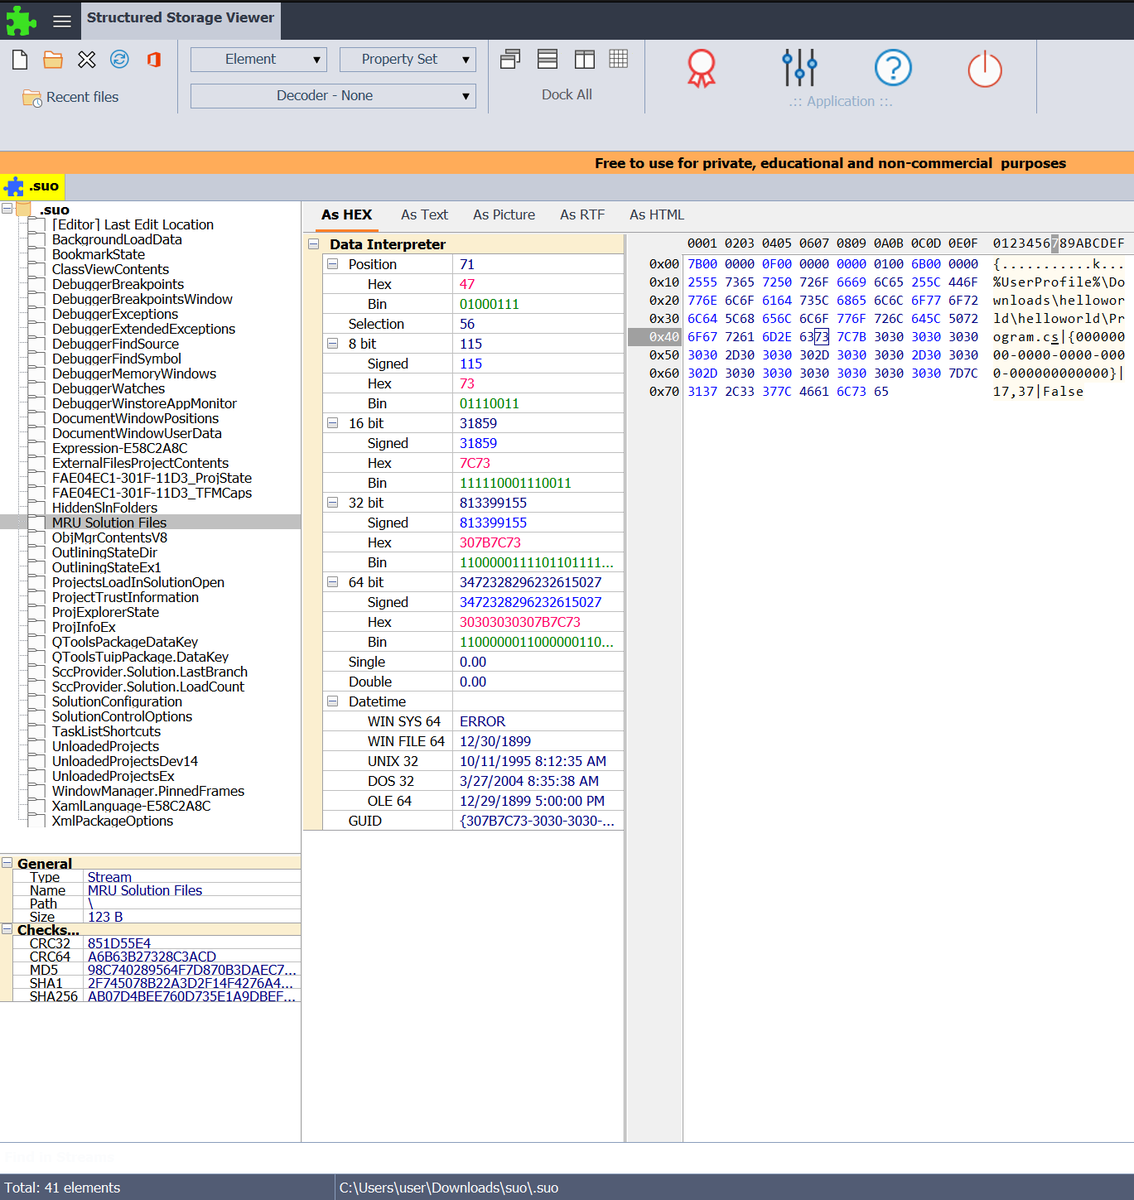 Structured Storage Viewer
Element
Property Set
Decoder - None
Recent files
Dock All
.:: Application ::.
Free to use for private, educational and non-commercial purposes
.suo
.suo
[Editor] Last Edit Location
BackgroundLoadData
BookmarkState
ClassViewContents
DebuggerBreakpoints
DebuggerBreakpointsWindow
DebuggerExceptions
DebuggerExtendedExceptions
DebuggerFindSource
DebuggerFindSymbol
DebuggerMemoryWindows
DebuggerWatches
DebuggerWinstoreAppMonitor
DocumentWindowPositions
DocumentWindowUserData
Expression-E58C2A8C
ExternalFilesProjectContents
FAE04EC1-301F-11D3_ProjState
FAE04EC1-301F-11D3_TFMCaps
HiddenSlnFolders
MRU Solution Files
ObjMgrContentsV8
OutliningStateDir
OutliningStateEx1
ProjectsLoadInSolutionOpen
ProjectTrustInformation
ProjExplorerState
ProjInfoEx
QToolsPackageDataKey
QToolsTuipPackage.DataKey
SccProvider.Solution.LastBranch
SccProvider.Solution.LoadCount
SolutionConfiguration
SolutionControlOptions
TaskListShortcuts
UnloadedProjects
UnloadedProjectsDev14
UnloadedProjectsEx
WindowManager.PinnedFrames
XamlLanguage-E58C2A8C
XmlPackageOptions
General
Type Stream
Name MRU Solution Files
Path \
Size 123 B
Checks...
CRC32 851D55E4
CRC64 A6B63B27328C3ACD
MD5 98C740289564F7D870B3DAEC7...
SHA1 2F745078B22A3D2F14F4276A4...
SHA256 AB07D4BEE760D735E1A9DBEF...
As HEX As Text As Picture As RTF As HTML
Data Interpreter
Position 71
Hex 47
Bin 01000111
Selection 56
8 bit 115
Signed 115
Hex 73
Bin 01110011
16 bit 31859
Signed 31859
Hex 7C73
Bin 111110001110011
32 bit 813399155
Signed 813399155
Hex 307B7C73
Bin 1100000111101101111...
64 bit 3472328296232615027
Signed 3472328296232615027
Hex 30303030307B7C73
Bin 1100000011000000110...
Single 0.00
Double 0.00
Datetime
WIN SYS 64 ERROR
WIN FILE 64 12/30/1899
UNIX 32 10/11/1995 8:12:35 AM
DOS 32 3/27/2004 8:35:38 AM
OLE 64 12/29/1899 5:00:00 PM
GUID {307B7C73-3030-3030-...
0001 0203 0405 0607 0809 0A0B 0C0D 0E0F 0123456789ABCDEF
0x00 7B00 0000 0F00 0000 0000 0100 6B00 0000 {...........k...
0x10 2555 7365 7250 726F 6669 6C65 255C 446F %UserProfile%\Do
0x20 776E 6C6F 6164 735C 6865 6C6C 6F77 6F72 wnloads\hellowor
0x30 6C64 5C68 656C 6C6F 776F 726C 645C 5072 ld\helloworld\Pr
0x40 6F67 7261 6D2E 6373 7C7B 3030 3030 3030 ogram.cs|{000000
0x50 3030 2D30 3030 302D 3030 3030 2D30 3030 00-0000-0000-000
0x60 302D 3030 3030 3030 3030 3030 3030 7D7C 0-000000000000}|
0x70 3137 2C33 377C 4661 6C73 65 17,37|False
Total: 41 elements
C:\Users\user\Downloads\suo\.suo